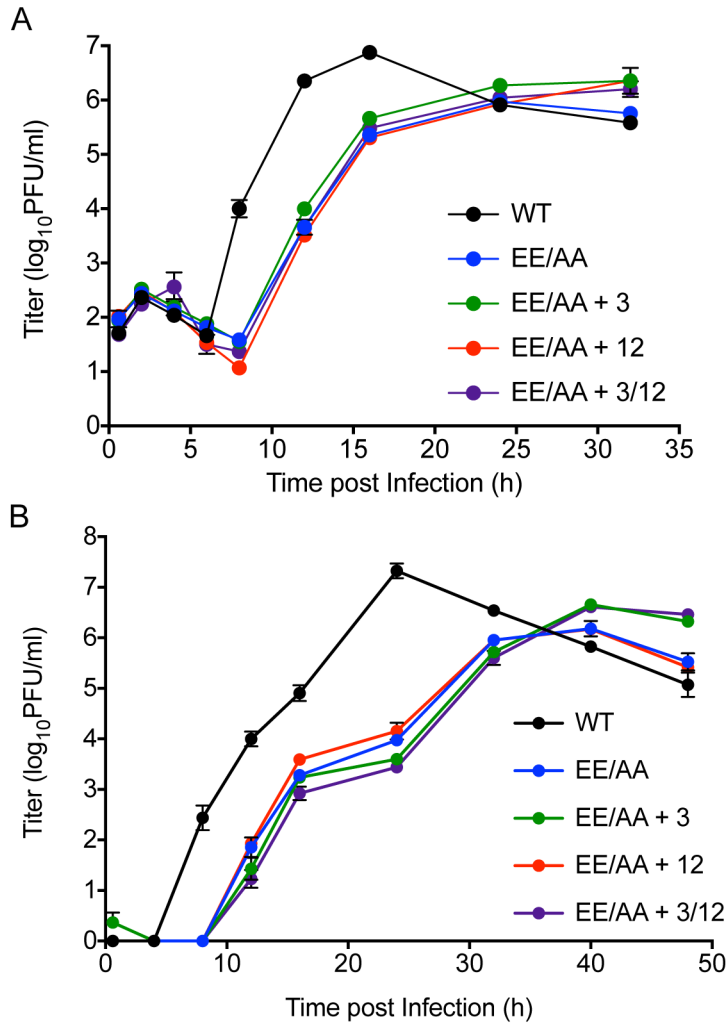 A
7
6
5
4
3
2
1
0
Titer (log10PFU/ml)
WT
EE/AA
EE/AA + 3
EE/AA + 12
EE/AA + 3/12
0 5 10 15 20 25 30 35
Time post Infection (h)
B
8
7
6
5
4
3
2
1
0
Titer (log10PFU/ml)
WT
EE/AA
EE/AA + 3
EE/AA + 12
EE/AA + 3/12
0 10 20 30 40 50
Time post Infection (h)